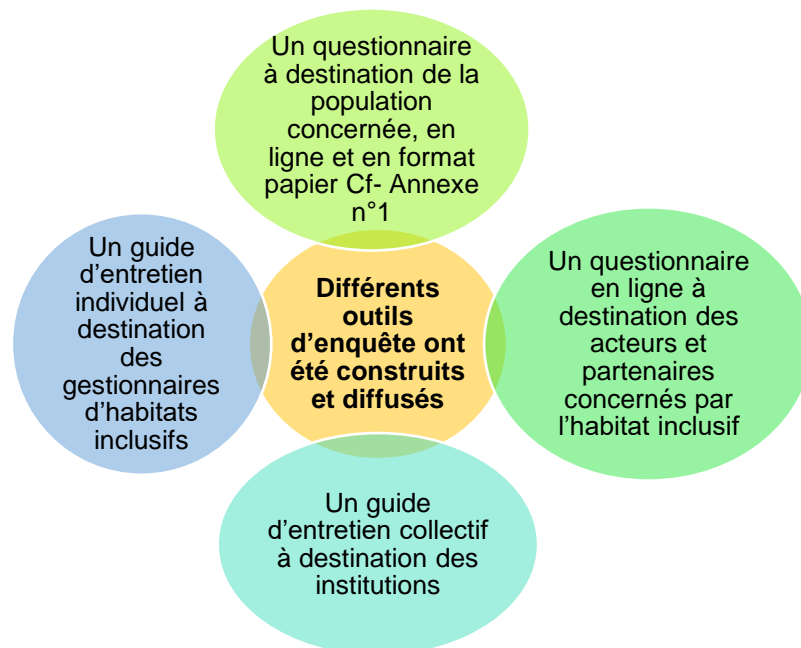 Un questionnaire
à destination de la
population
concernée, en
ligne et en format
papier Cf- Annexe
n°1
Un guide
d'entretien
individuel à
destination
des
gestionnaires
d'habitats
inclusifs
Différents
outils
d'enquête ont
été construits
et diffusés
Un questionnaire
en ligne à
destination des
acteurs et
partenaires
concernés par
l'habitat inclusif
Un guide
d'entretien collectif
à destination des
institutions